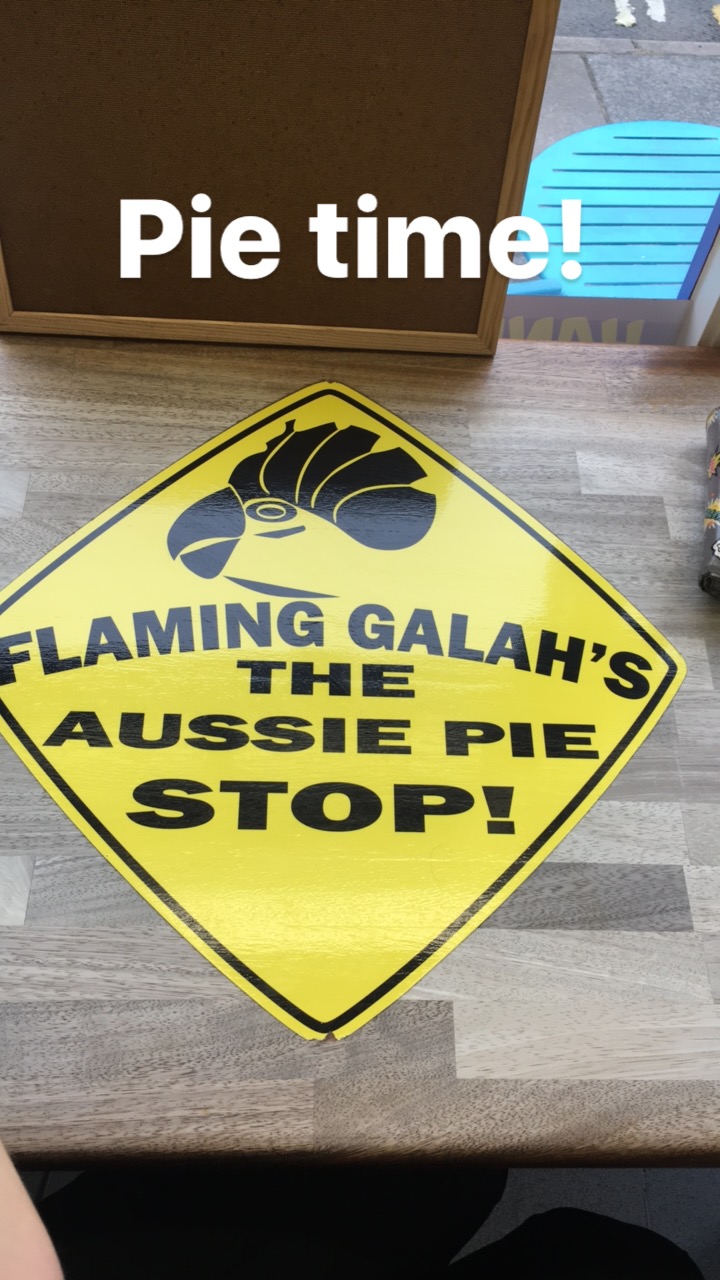 Pie time!
FLAMING GALAH'S
THE
AUSSIE PIE
STOP!